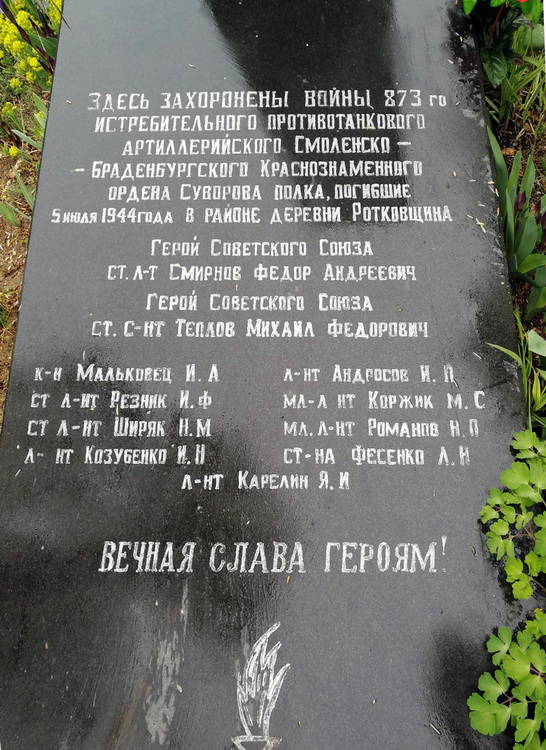 Здесь захоронены войны 873 го
истребительного противотанкового
артиллерийского Смоленско –
– Браденбургского Краснознаменного
ордена Суворова полка, погибшие
5 июля 1944 года в районе деревни Ротковщина
Герой Советского Союза
ст. л-т Смирнов Федор Андреевич
Герой Советского Союза
ст. с-нт Теплов Михаил Федорович
к-н Мальковец И. А
ст л-нт Резник И. Ф
ст л-нт Ширяк Н. М
л- нт Козубенко И. Н
л-нт Андросов И. П
мл-л нт Коржик М. С
мл. л-нт Романов Н. П
ст-на Фесенко Л. Н
л-нт Карелин Я. И
ВЕЧНАЯ СЛАВА ГЕРОЯМ!